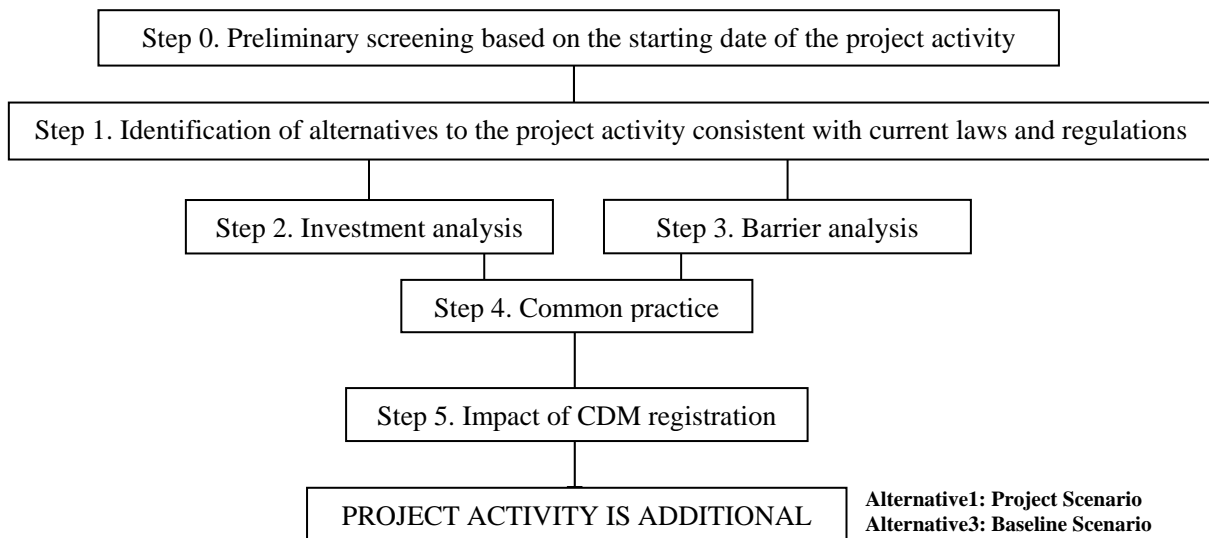 Step 0. Preliminary screening based on the starting date of the project activity
Step 1. Identification of alternatives to the project activity consistent with current laws and regulations
Step 2. Investment analysis
Step 3. Barrier analysis
Step 4. Common practice
Step 5. Impact of CDM registration
PROJECT ACTIVITY IS ADDITIONAL
Alternative1: Project Scenario
Alternative3: Baseline Scenario